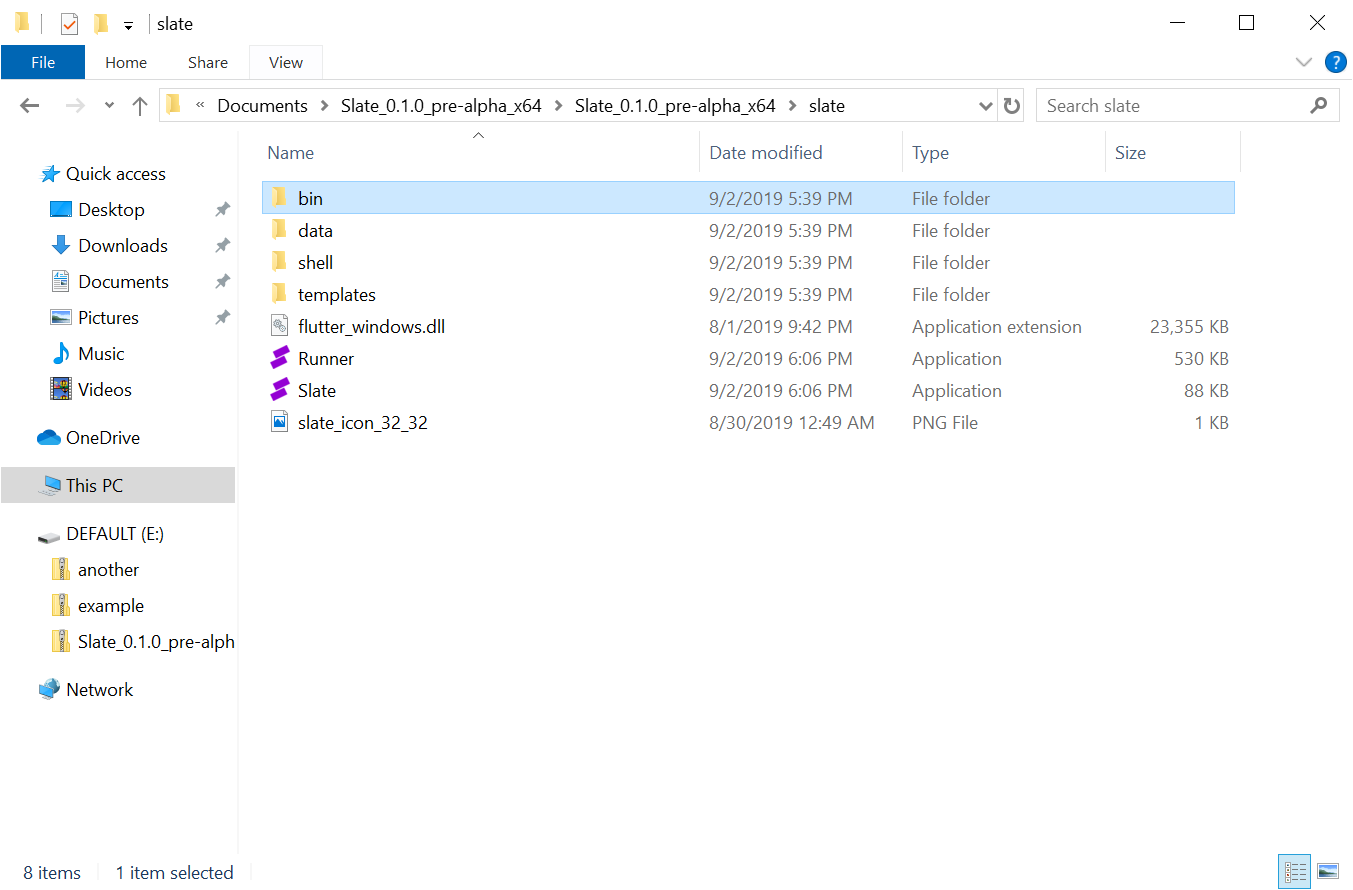 slate
File Home Share View
« Documents > Slate_0.1.0_pre-alpha_x64 > Slate_0.1.0_pre-alpha_x64 > slate Search slate
Name Date modified Type Size
Quick access
Desktop
Downloads
Documents
Pictures
Music
Videos
OneDrive
This PC
DEFAULT (E:)
another
example
Slate_0.1.0_pre-alph
Network
bin 9/2/2019 5:39 PM File folder
data 9/2/2019 5:39 PM File folder
shell 9/2/2019 5:39 PM File folder
templates 9/2/2019 5:39 PM File folder
flutter_windows.dll 8/1/2019 9:42 PM Application extension 23,355 KB
Runner 9/2/2019 6:06 PM Application 530 KB
Slate 9/2/2019 6:06 PM Application 88 KB
slate_icon_32_32 8/30/2019 12:49 AM PNG File 1 KB
8 items 1 item selected